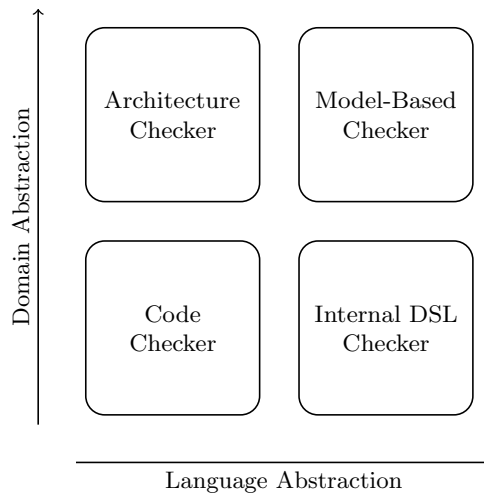 Architecture
Checker
Model-Based
Checker
Domain Abstraction
Code
Checker
Internal DSL
Checker
Language Abstraction